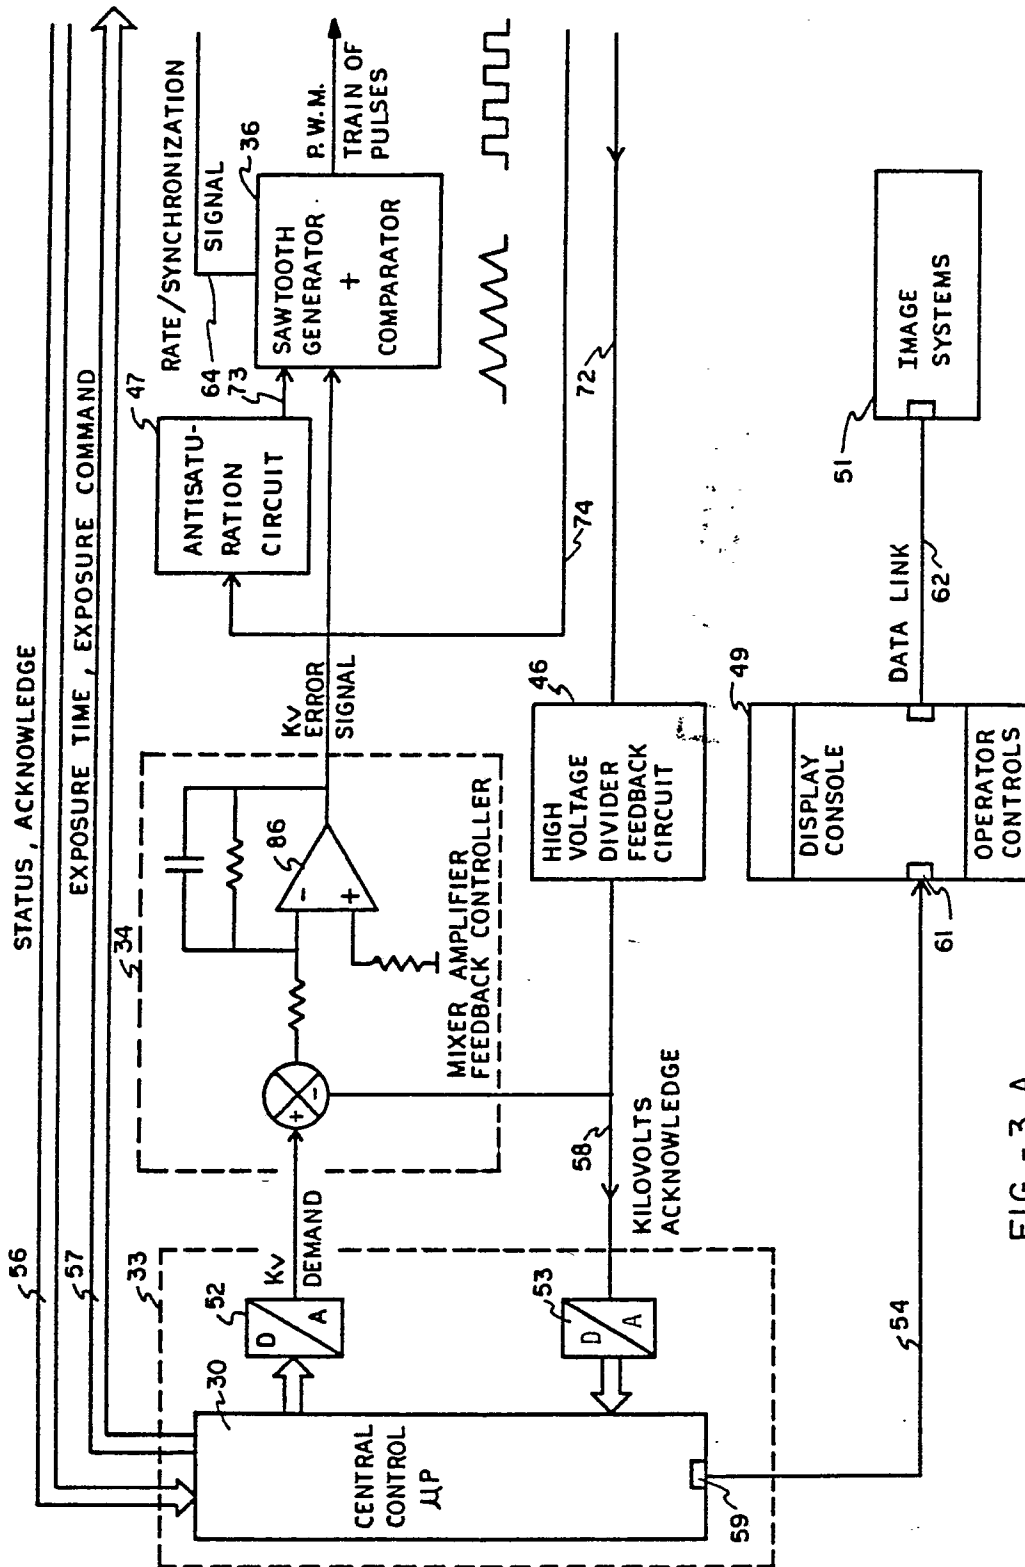 STATUS, ACKNOWLEDGE
56
EXPOSURE TIME, EXPOSURE COMMAND
57
33
30
CENTRAL
CONTROL
µP
D
A
52
Kv
DEMAND
34
+
-
86
-
+
MIXER AMPLIFIER
FEEDBACK CONTROLLER
Kv
ERROR
SIGNAL
47
ANTISATU-
RATION
CIRCUIT
64
73
RATE/SYNCHRONIZATION
SIGNAL
36
SAWTOOTH
GENERATOR
+
COMPARATOR
P.W.M.
TRAIN OF
PULSES
D
A
53
58
KILOVOLTS
ACKNOWLEDGE
46
HIGH
VOLTAGE
DIVIDER
FEEDBACK
CIRCUIT
74
72
59
54
61
49
DISPLAY
CONSOLE
OPERATOR
CONTROLS
DATA LINK
62
51
IMAGE
SYSTEMS
FIG-3 A